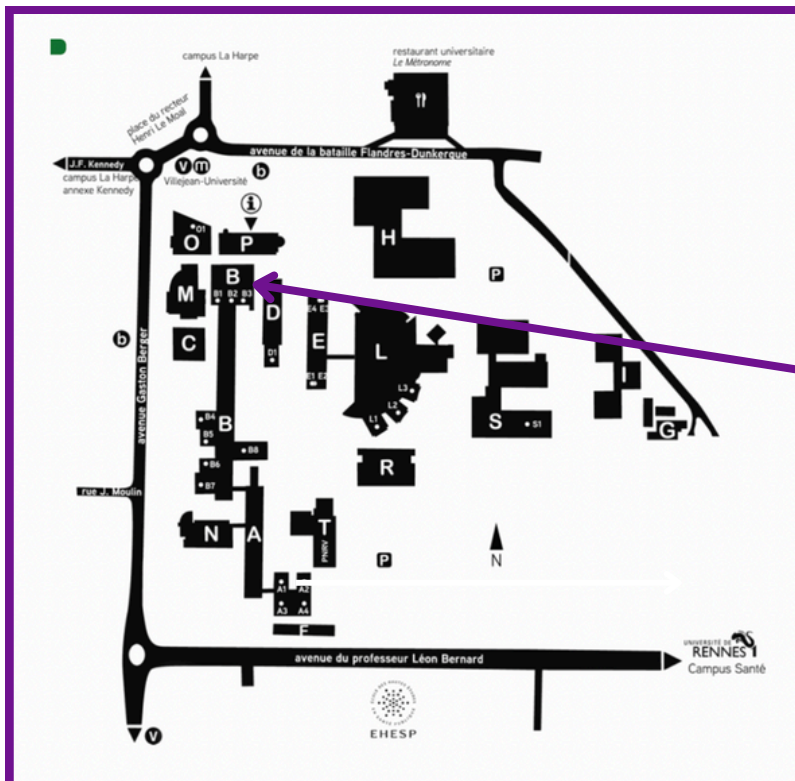 campus La Harpe
restaurant universitaire
Le Métronome
place du recteur
Henri Le Moal
avenue de la bataille Flandres-Dunkerque
J.F. Kennedy
campus La Harpe
annexe Kennedy
V m
Villejean-Université
b
i
O1
O
P
H
B
M
B1 B2 B3
P
D
E4 E3
b
C
E
L
D1
I
E1 E2
L3
avenue Gaston Berger
L2
B4
B
L1
S
S1
B5
G
B8
B6
R
B7
rue J. Moulin
N
A
T
PNRV
P
N
A1 A2
A3 A4
F
avenue du professeur Léon Bernard
UNIVERSITÉ DE
RENNES 1
Campus Santé
EHESP
V